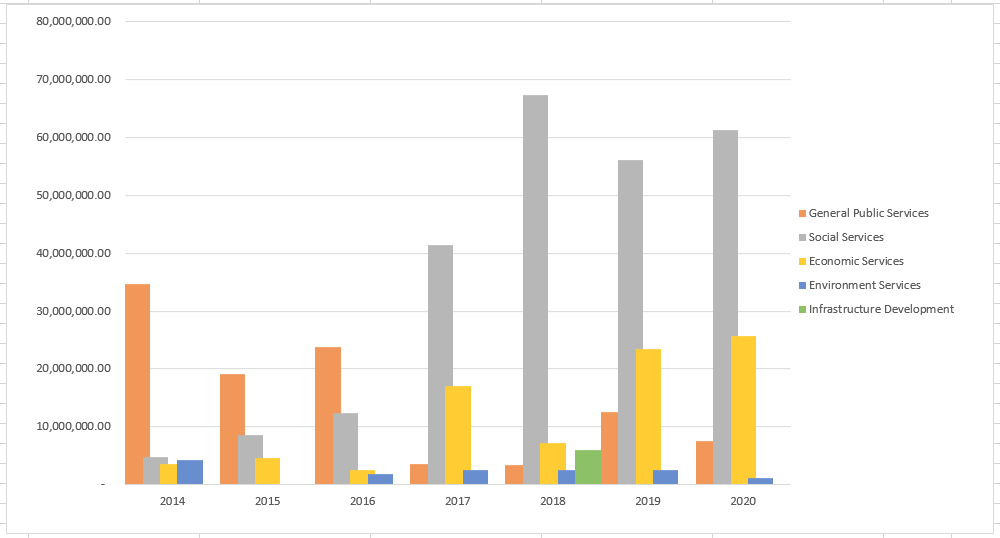 80,000,000.00
70,000,000.00
60,000,000.00
50,000,000.00
40,000,000.00
30,000,000.00
20,000,000.00
10,000,000.00
-
2014 2015 2016 2017 2018 2019 2020
General Public Services
Social Services
Economic Services
Environment Services
Infrastructure Development